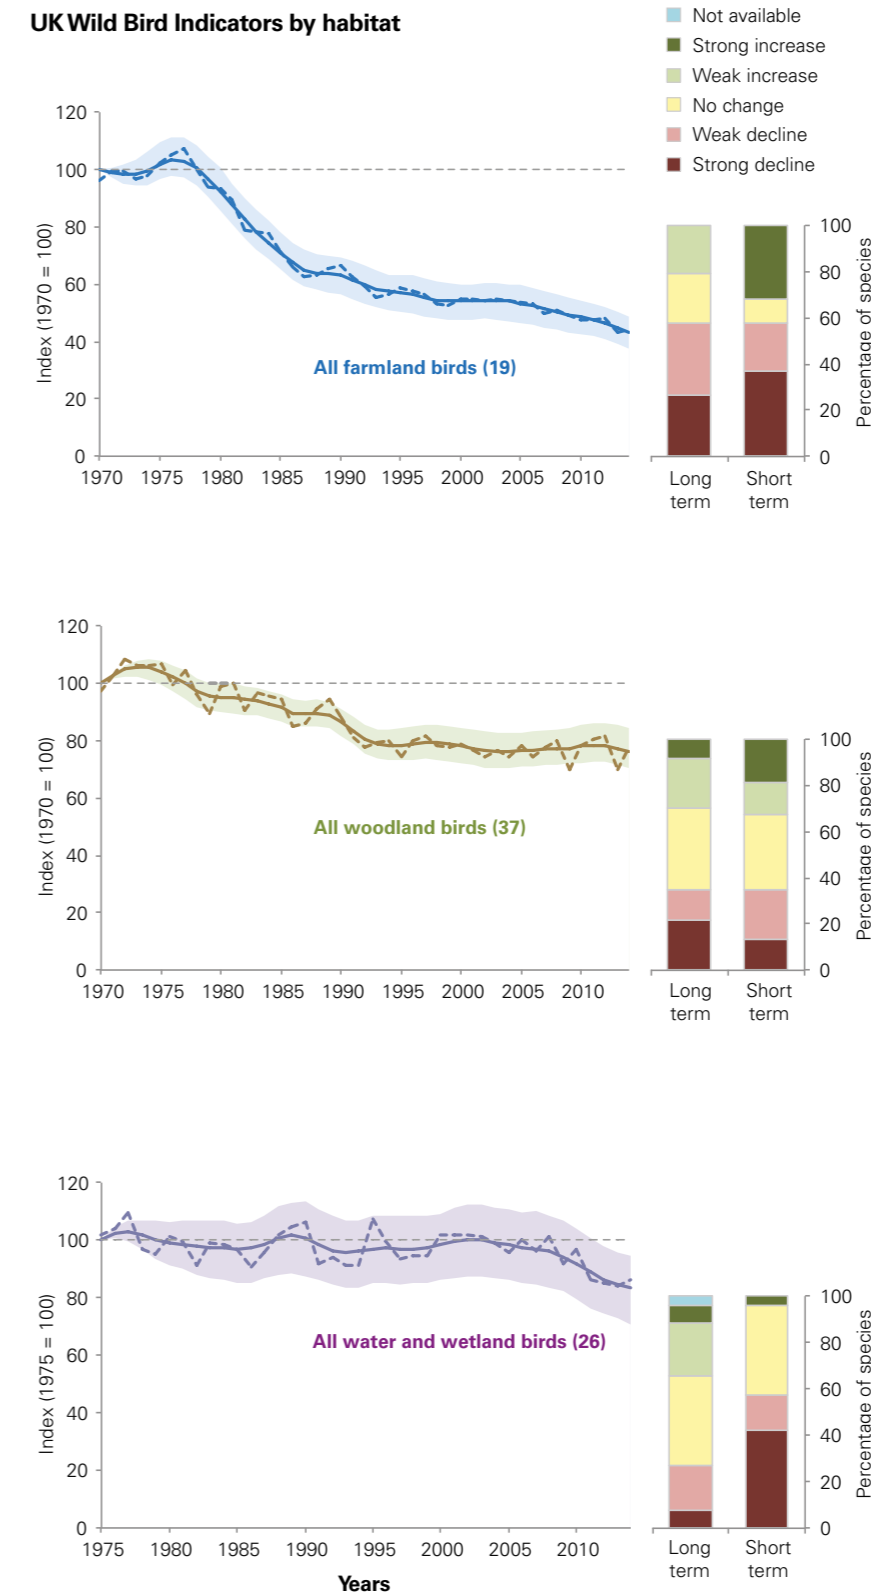 UK Wild Bird Indicators by habitat
Not available
Strong increase
Weak increase
No change
Weak decline
Strong decline
120
100
80
60
40
20
0
Index (1970 = 100)
All farmland birds (19)
1970 1975 1980 1985 1990 1995 2000 2005 2010
100
80
60
40
20
0
Percentage of species
Long term
Short term
120
100
80
60
40
20
0
Index (1970 = 100)
All woodland birds (37)
1970 1975 1980 1985 1990 1995 2000 2005 2010
100
80
60
40
20
0
Percentage of species
Long term
Short term
120
100
80
60
40
20
0
Index (1975 = 100)
All water and wetland birds (26)
1975 1980 1985 1990 1995 2000 2005 2010
Years
100
80
60
40
20
0
Percentage of species
Long term
Short term